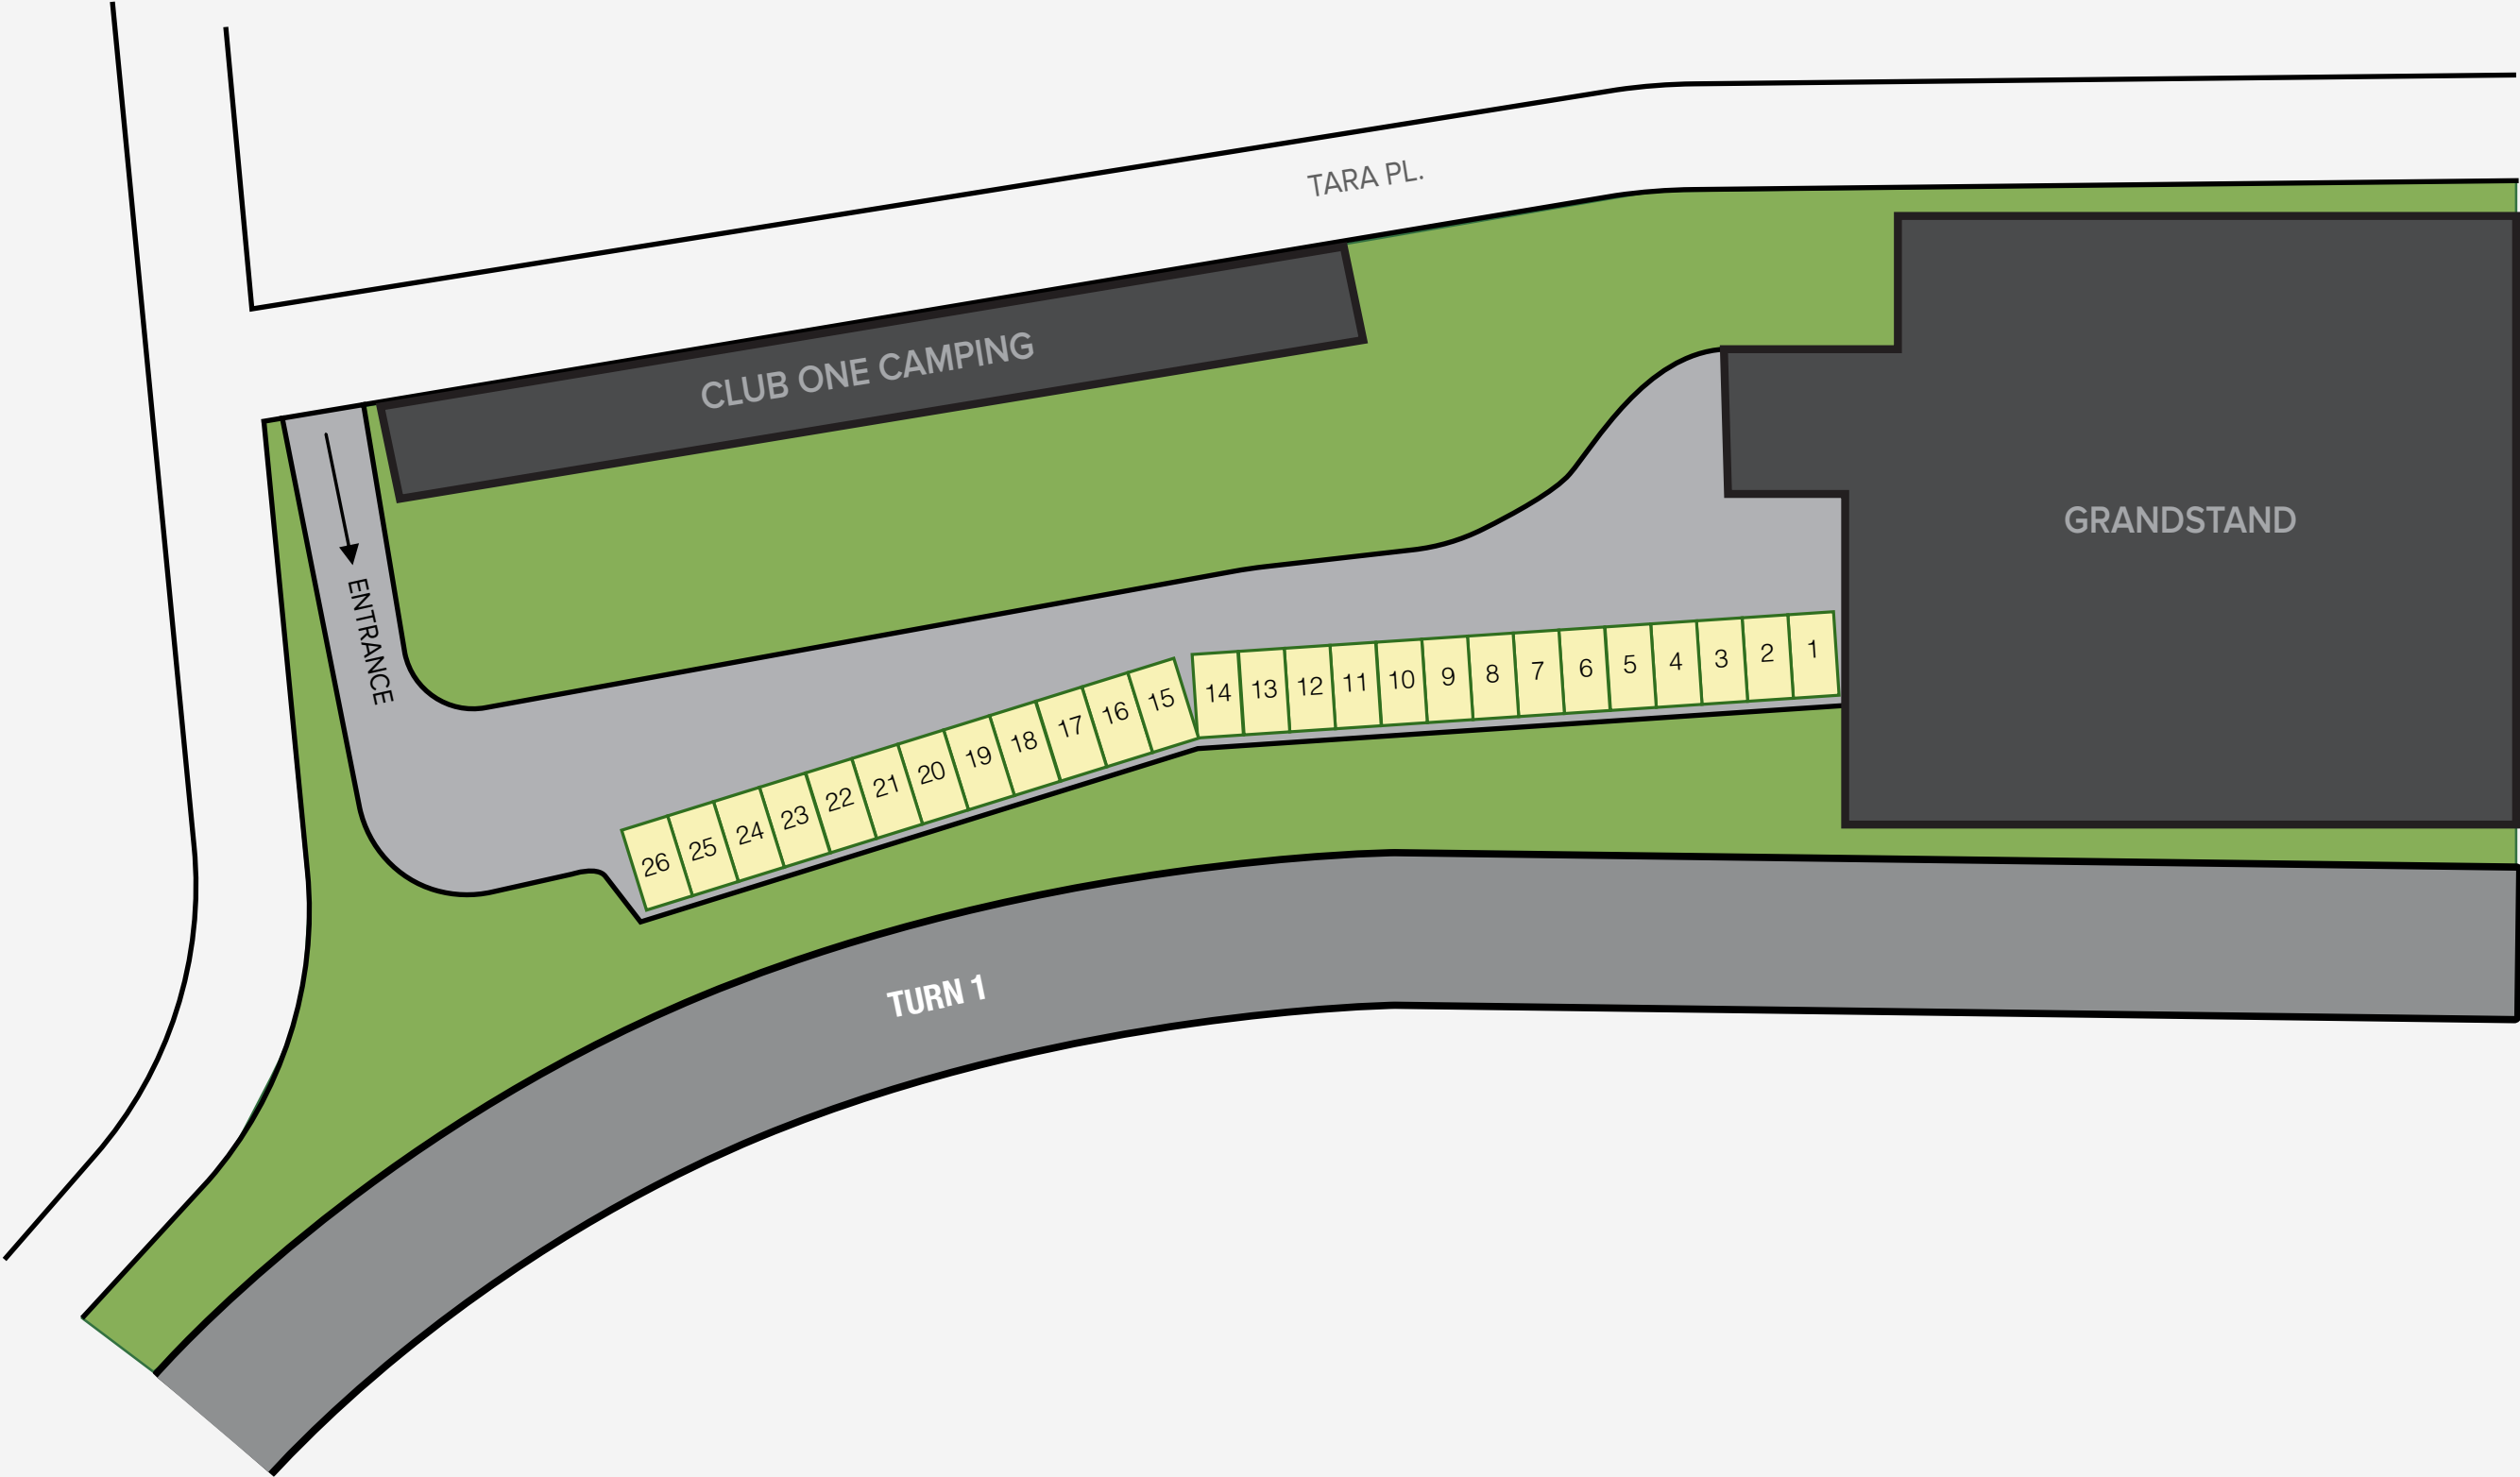 TARA PL.
CLUB ONE CAMPING
GRANDSTAND
ENTRANCE
26 25 24 23 22 21 20 19 18 17 16 15 14 13 12 11 10 9 8 7 6 5 4 3 2 1
TURN 1